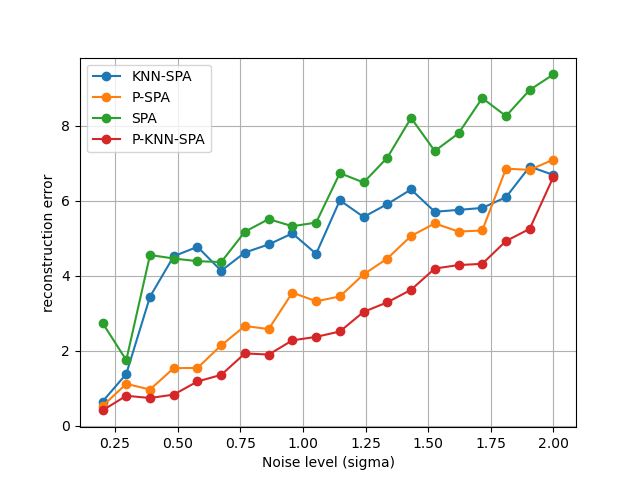 KNN-SPA
P-SPA
SPA
P-KNN-SPA
reconstruction error
8
6
4
2
0
0.25 0.50 0.75 1.00 1.25 1.50 1.75 2.00
Noise level (sigma)